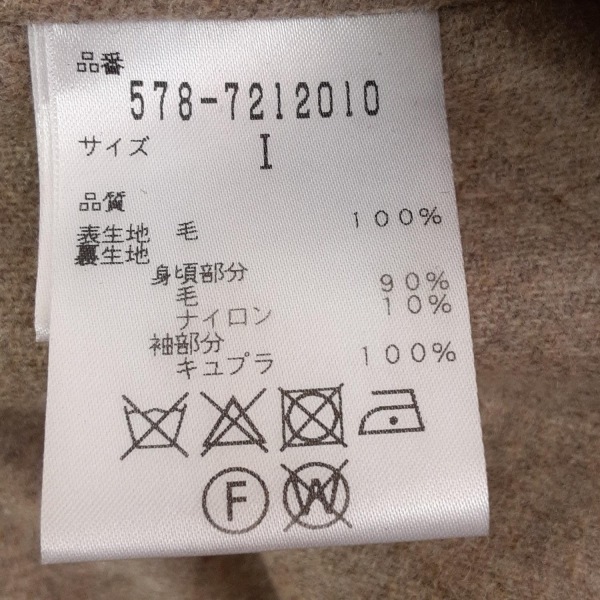 品番
578-7212010
サイズ I
品質
表生地 毛 100%
裏生地
身頃部分
毛 90%
ナイロン 10%
袖部分
キュプラ 100%
F W